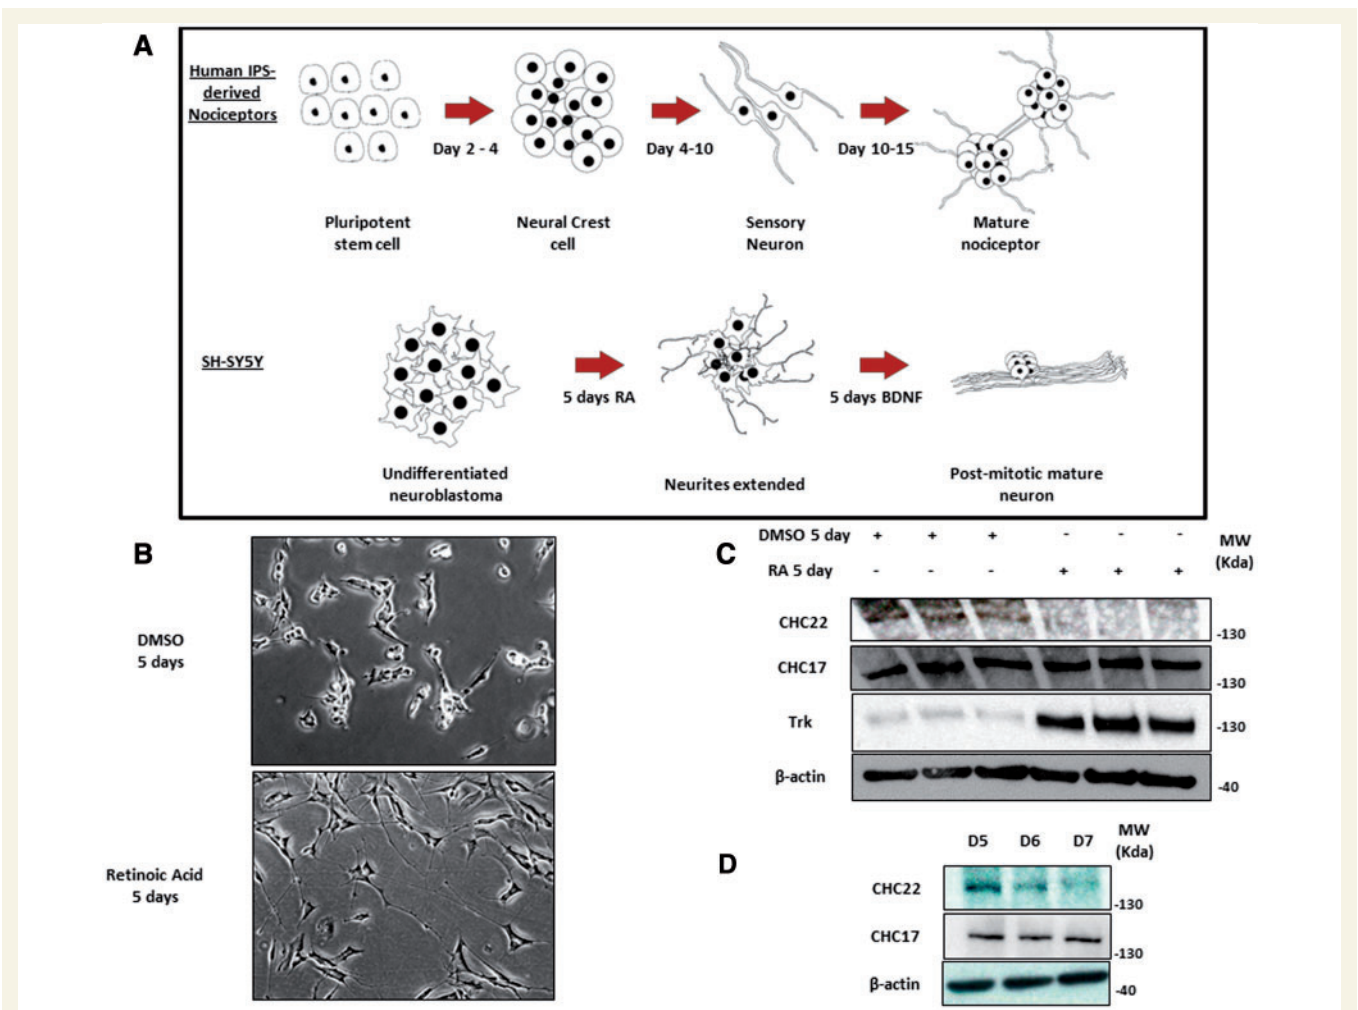 A
Human IPS-
derived
Nociceptors
Day 2 - 4
Day 4-10
Day 10-15
Pluripotent
stem cell
Neural Crest
cell
Sensory
Neuron
Mature
nociceptor
SH-SY5Y
5 days RA
5 days BDNF
Undifferentiated
neuroblastoma
Neurites extended
Post-mitotic mature
neuron
B
DMSO
5 days
Retinoic Acid
5 days
C
DMSO 5 day + + + - - -
RA 5 day - - - + + +
MW
(Kda)
CHC22 -130
CHC17 -130
Trk -130
β-actin -40
D
D5 D6 D7
MW
(Kda)
CHC22 -130
CHC17 -130
β-actin -40